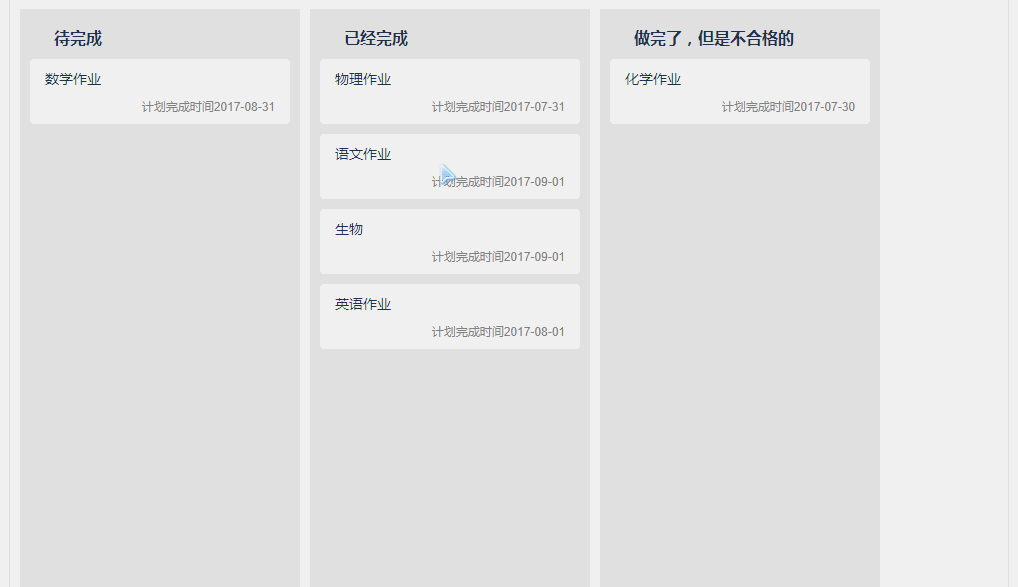 待完成
数学作业
计划完成时间2017-08-31
已经完成
物理作业
计划完成时间2017-07-31
语文作业
计划完成时间2017-09-01
生物
计划完成时间2017-09-01
英语作业
计划完成时间2017-08-01
做完了，但是不合格的
化学作业
计划完成时间2017-07-30